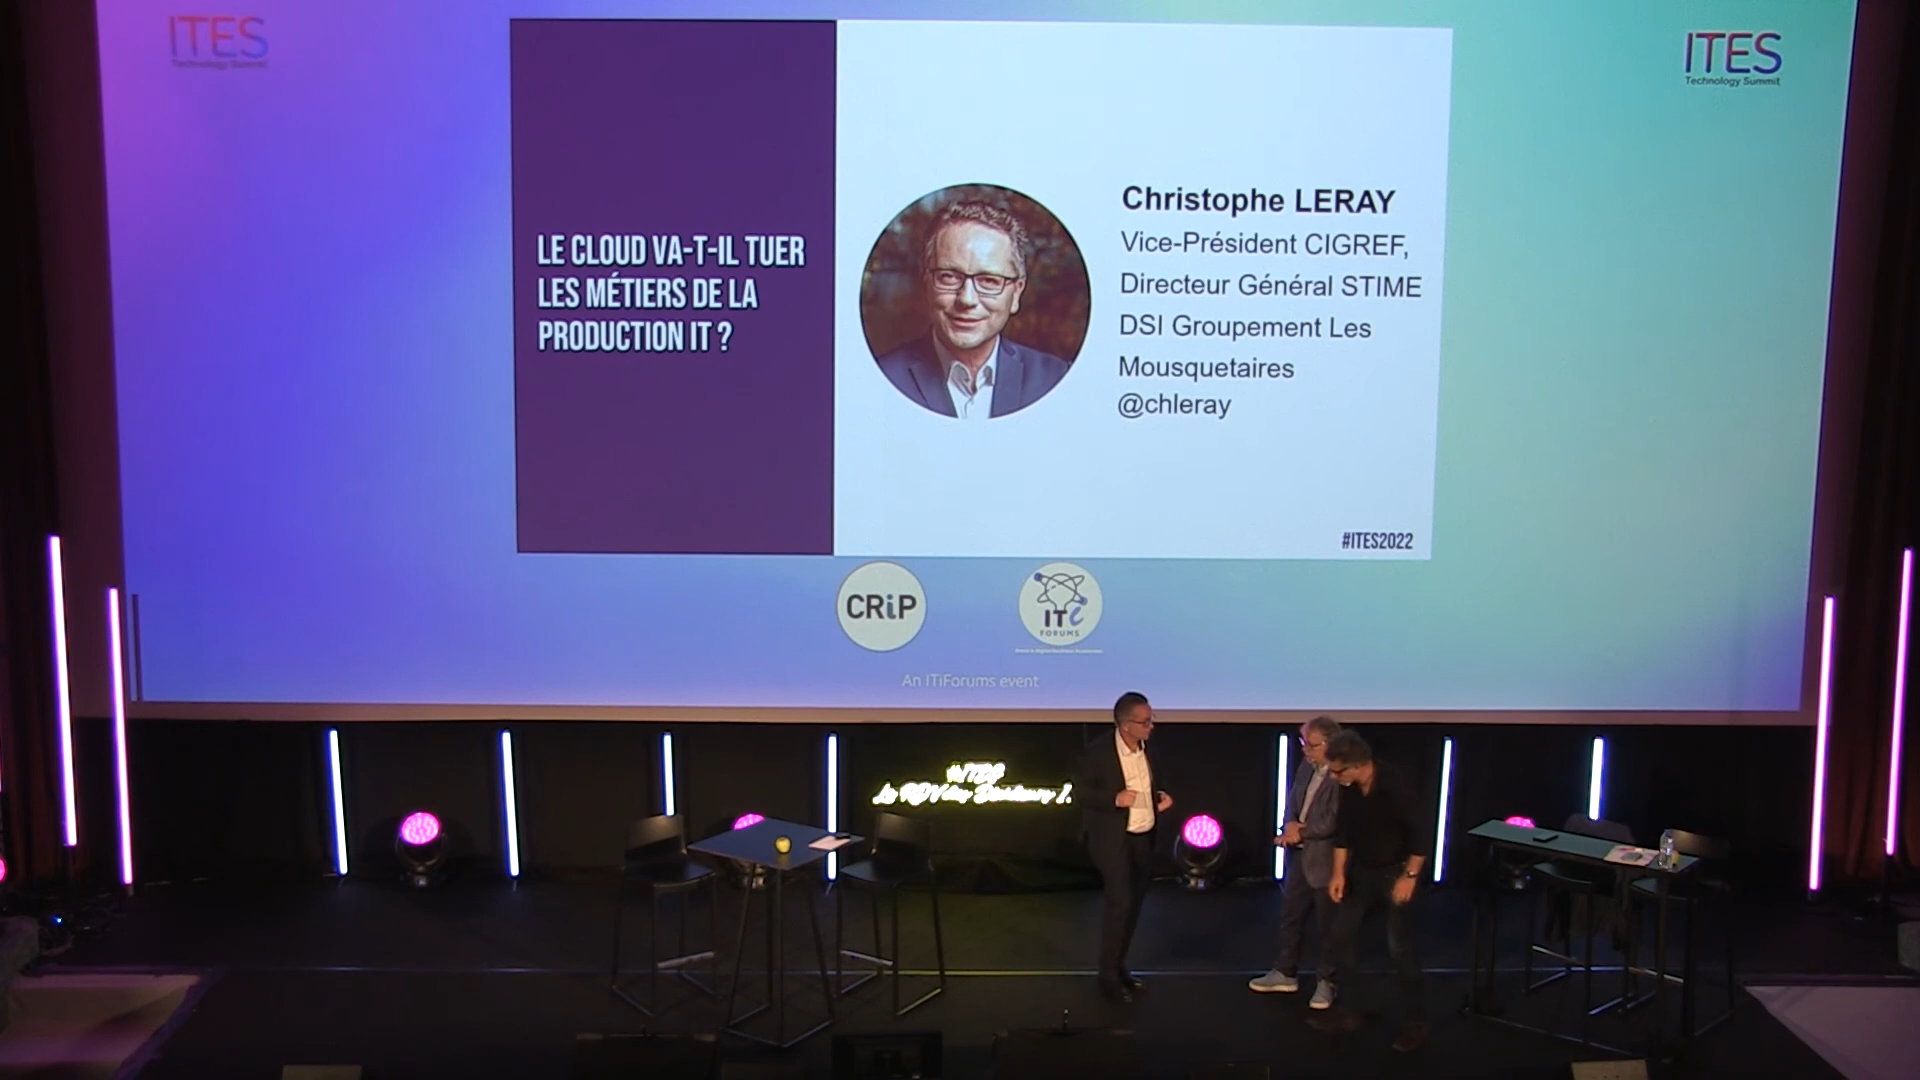 ITES
Technology Summit
ITES
Technology Summit
LE CLOUD VA-T-IL TUER
LES MÉTIERS DE LA
PRODUCTION IT ?
Christophe LERAY
Vice-Président CIGREF,
Directeur Général STIME
DSI Groupement Les
Mousquetaires
@chleray
#ITES2022
CRiP
ITi
FORUMS
An ITiForums event